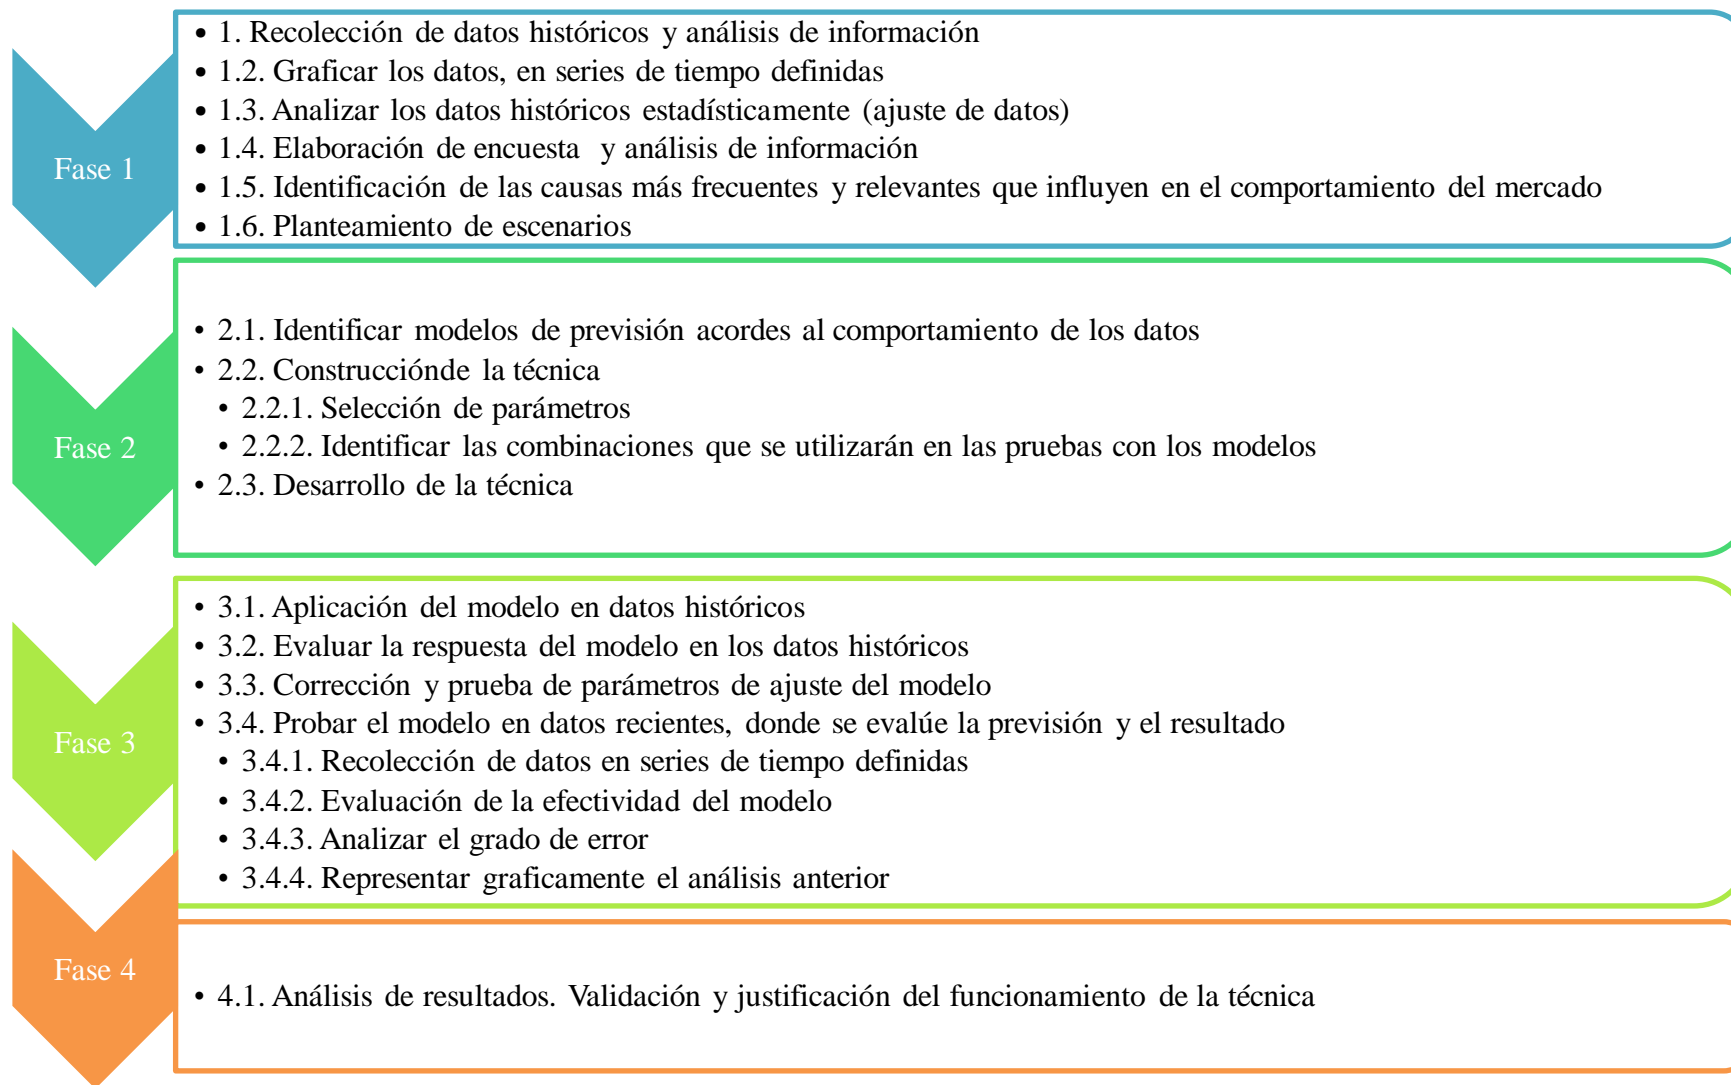 Fase 1
• 1. Recolección de datos históricos y análisis de información
• 1.2. Graficar los datos, en series de tiempo definidas
• 1.3. Analizar los datos históricos estadísticamente (ajuste de datos)
• 1.4. Elaboración de encuesta y análisis de información
• 1.5. Identificación de las causas más frecuentes y relevantes que influyen en el comportamiento del mercado
• 1.6. Planteamiento de escenarios
Fase 2
• 2.1. Identificar modelos de previsión acordes al comportamiento de los datos
• 2.2. Construcciónde la técnica
• 2.2.1. Selección de parámetros
• 2.2.2. Identificar las combinaciones que se utilizarán en las pruebas con los modelos
• 2.3. Desarrollo de la técnica
Fase 3
• 3.1. Aplicación del modelo en datos históricos
• 3.2. Evaluar la respuesta del modelo en los datos históricos
• 3.3. Corrección y prueba de parámetros de ajuste del modelo
• 3.4. Probar el modelo en datos recientes, donde se evalúe la previsión y el resultado
• 3.4.1. Recolección de datos en series de tiempo definidas
• 3.4.2. Evaluación de la efectividad del modelo
• 3.4.3. Analizar el grado de error
• 3.4.4. Representar graficamente el análisis anterior
Fase 4
• 4.1. Análisis de resultados. Validación y justificación del funcionamiento de la técnica